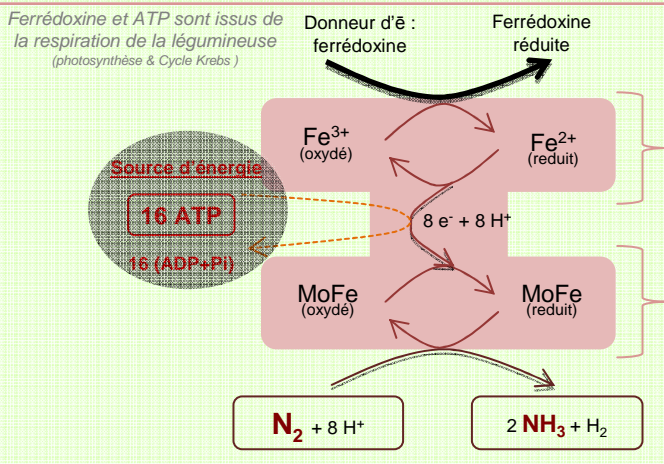 Ferrédoxine et ATP sont issus de
la respiration de la légumineuse
(photosynthèse & Cycle Krebs )
Donneur d'ē :
ferrédoxine
Ferrédoxine
réduite
Fe³⁺
(oxydé)
Fe²⁺
(reduit)
Source d'énergie
16 ATP
16 (ADP+Pi)
8 e⁻ + 8 H⁺
MoFe
(oxydé)
MoFe
(reduit)
N₂ + 8 H⁺
2 NH₃ + H₂